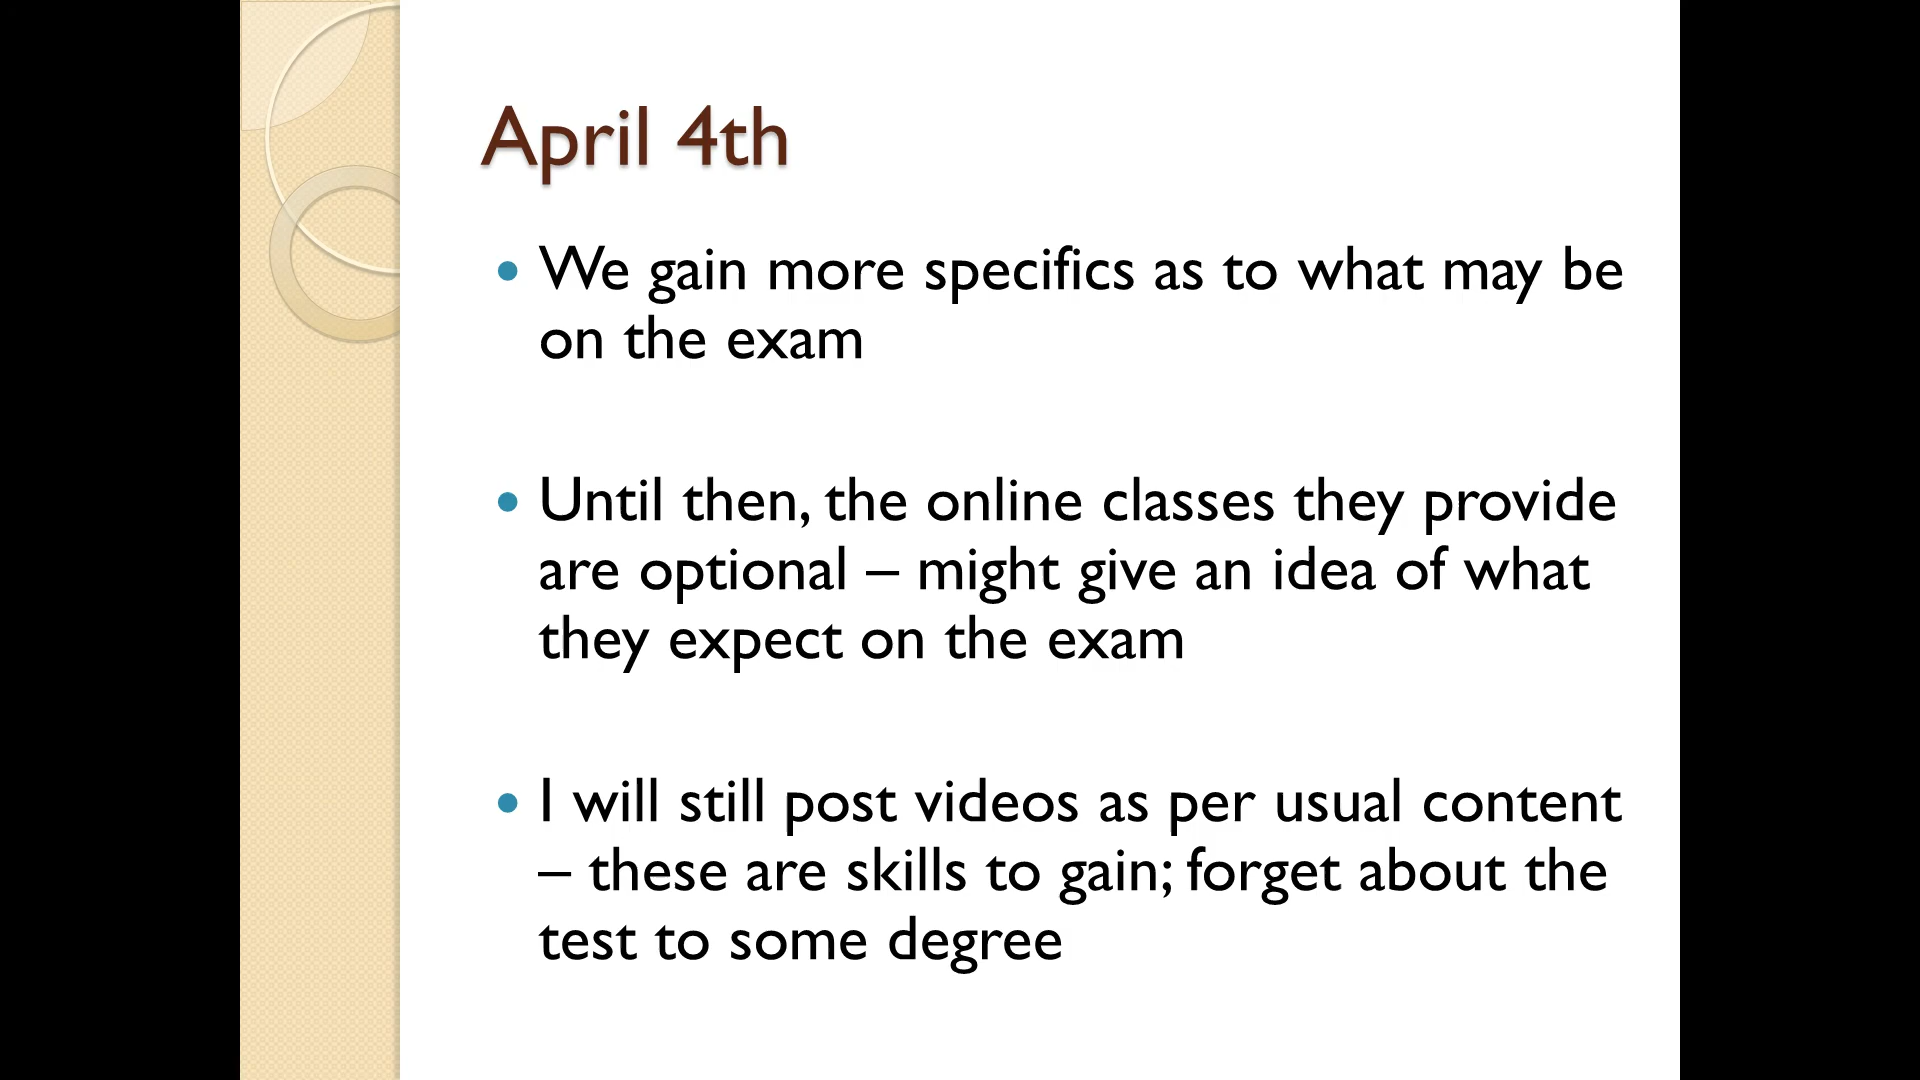 April 4th
• We gain more specifics as to what may be
on the exam
• Until then, the online classes they provide
are optional – might give an idea of what
they expect on the exam
• I will still post videos as per usual content
– these are skills to gain; forget about the
test to some degree